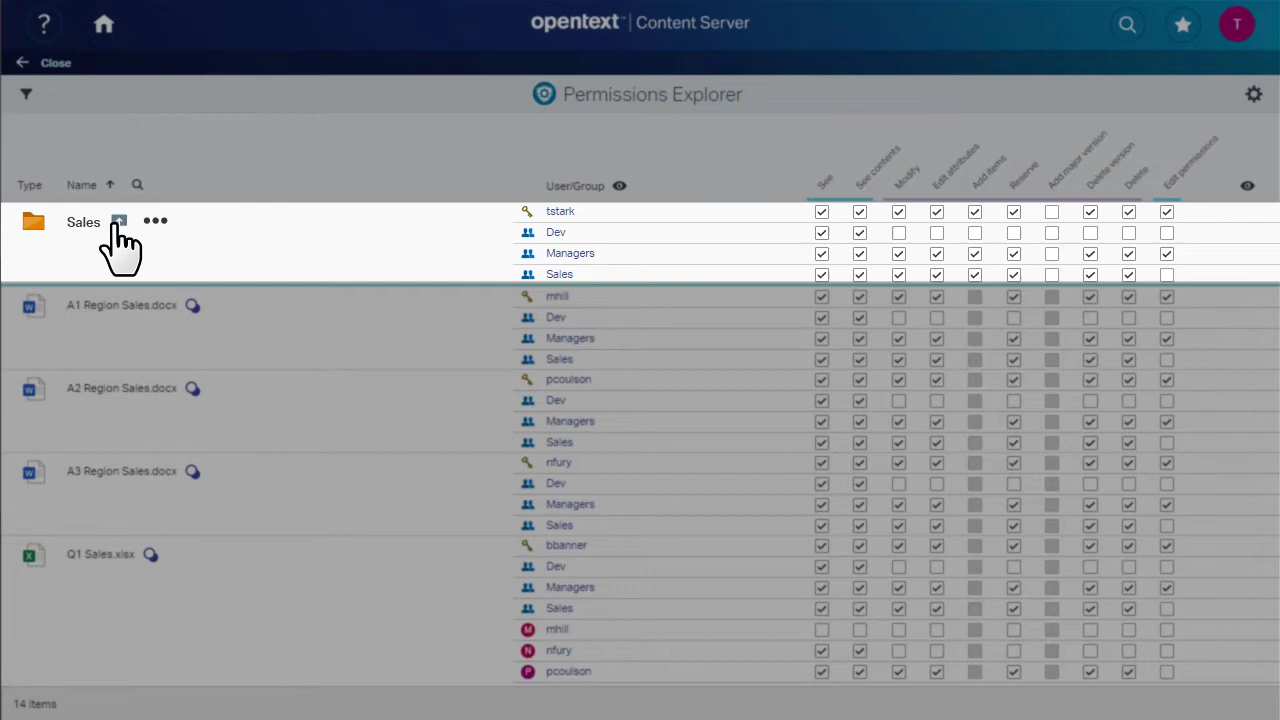 ?
opentext™ | Content Server
T
Close
Permissions Explorer
Type
Name
User/Group
See
See contents
Modify
Edit attributes
Add items
Reserve
Add major version
Delete version
Delete
Edit permissions
Sales
•••
tstark
Dev
Managers
Sales
W
A1 Region Sales.docx
mhill
Dev
Managers
Sales
W
A2 Region Sales.docx
pcoulson
Dev
Managers
Sales
W
A3 Region Sales.docx
nfury
Dev
Managers
Sales
X
Q1 Sales.xlsx
bbanner
Dev
Managers
Sales
M
mhill
N
nfury
P
pcoulson
14 items